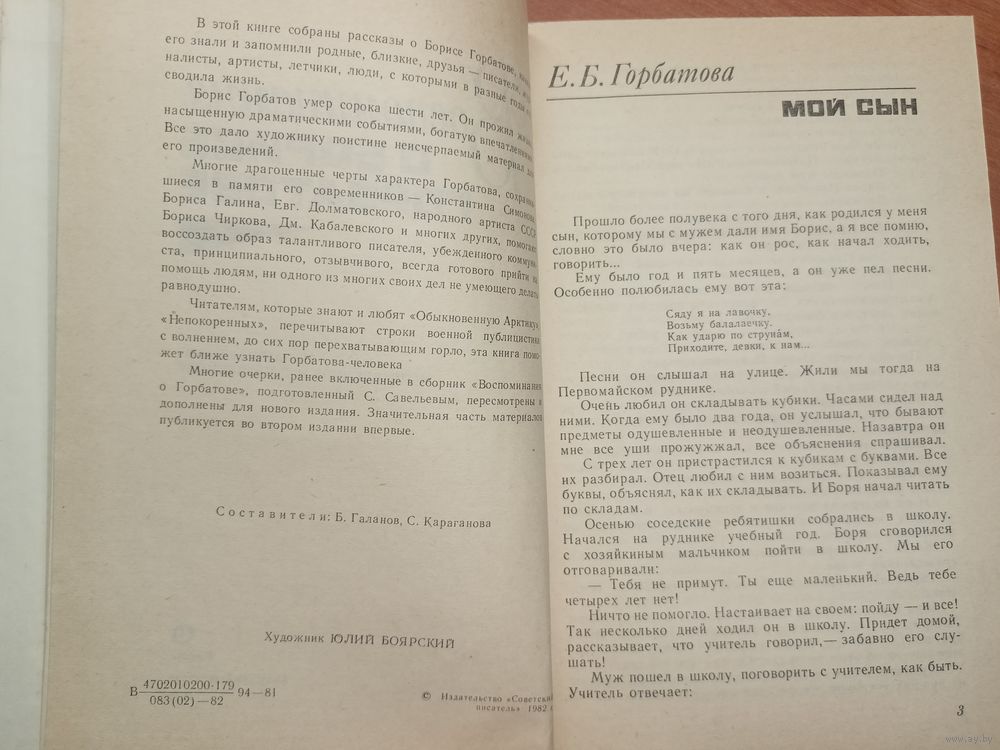 В этой книге собраны рассказы о Борисе Горбатове,
его знали и запомнили родные, близкие, друзья — писатели,
налисты, артисты, летчики, люди, с которыми в разные годы
сводила жизнь.
Борис Горбатов умер сорока шести лет. Он прожил
насыщенную драматическими событиями, богатую впечатлениями
Все это дало художнику поистине неисчерпаемый материал для
его произведений.
Многие драгоценные черты характера Горбатова, сохранив-
шиеся в памяти его современников — Константина Симонова,
Бориса Галина, Евг. Долматовского, народного артиста СССР
Бориса Чиркова, Дм. Кабалевского и многих других, помогают
воссоздать образ талантливого писателя, убежденного коммуни-
ста, принципиального, отзывчивого, всегда готового прийти на
помощь людям, ни одного из многих своих дел не умеющего делать
равнодушно.
Читателям, которые знают и любят «Обыкновенную Арктику»,
«Непокоренных», перечитывают строки военной публицистики
с волнением, до сих пор перехватывающим горло, эта книга помо-
жет ближе узнать Горбатова-человека
Многие очерки, ранее включенные в сборник «Воспоминания
о Горбатове», подготовленный С. Савельевым, пересмотрены и
дополнены для нового издания. Значительная часть материалов
публикуется во втором издании впервые.
Составители: Б. Галанов, С. Караганова
Художник ЮЛИЙ БОЯРСКИЙ
В 4702010200-179 94—81
083(02)—82
© Издательство «Советский
писатель» 1982
Е. Б. Горбатова
МОЙ СЫН
Прошло более полувека с того дня, как родился у меня
сын, которому мы с мужем дали имя Борис, а я все помню,
словно это было вчера: как он рос, как начал ходить,
говорить...
Ему было год и пять месяцев, а он уже пел песни.
Особенно полюбилась ему вот эта:
Сяду я на лавочку,
Возьму балалаечку.
Как ударю по струнам,
Приходите, девки, к нам...
Песни он слышал на улице. Жили мы тогда на
Первомайском руднике.
Очень любил он складывать кубики. Часами сидел над
ними. Когда ему было два года, он услышал, что бывают
предметы одушевленные и неодушевленные. Назавтра он
мне все уши прожужжал, все объяснения спрашивал.
С трех лет он пристрастился к кубикам с буквами. Все
их разбирал. Отец любил с ним возиться. Показывал ему
буквы, объяснял, как их складывать. И Боря начал читать
по складам.
Осенью соседские ребятишки собрались в школу.
Начался на руднике учебный год. Боря сговорился
с хозяйкиным мальчиком пойти в школу. Мы его
отговаривали:
— Тебя не примут. Ты еще маленький. Ведь тебе
четырех лет нет!
Ничто не помогло. Настаивает на своем: пойду — и все!
Так несколько дней ходил он в школу. Придет домой,
рассказывает, что учитель говорил,— забавно его слу-
шать!
Муж пошел в школу, поговорить с учителем, как быть.
Учитель отвечает:
3
www.ay.by